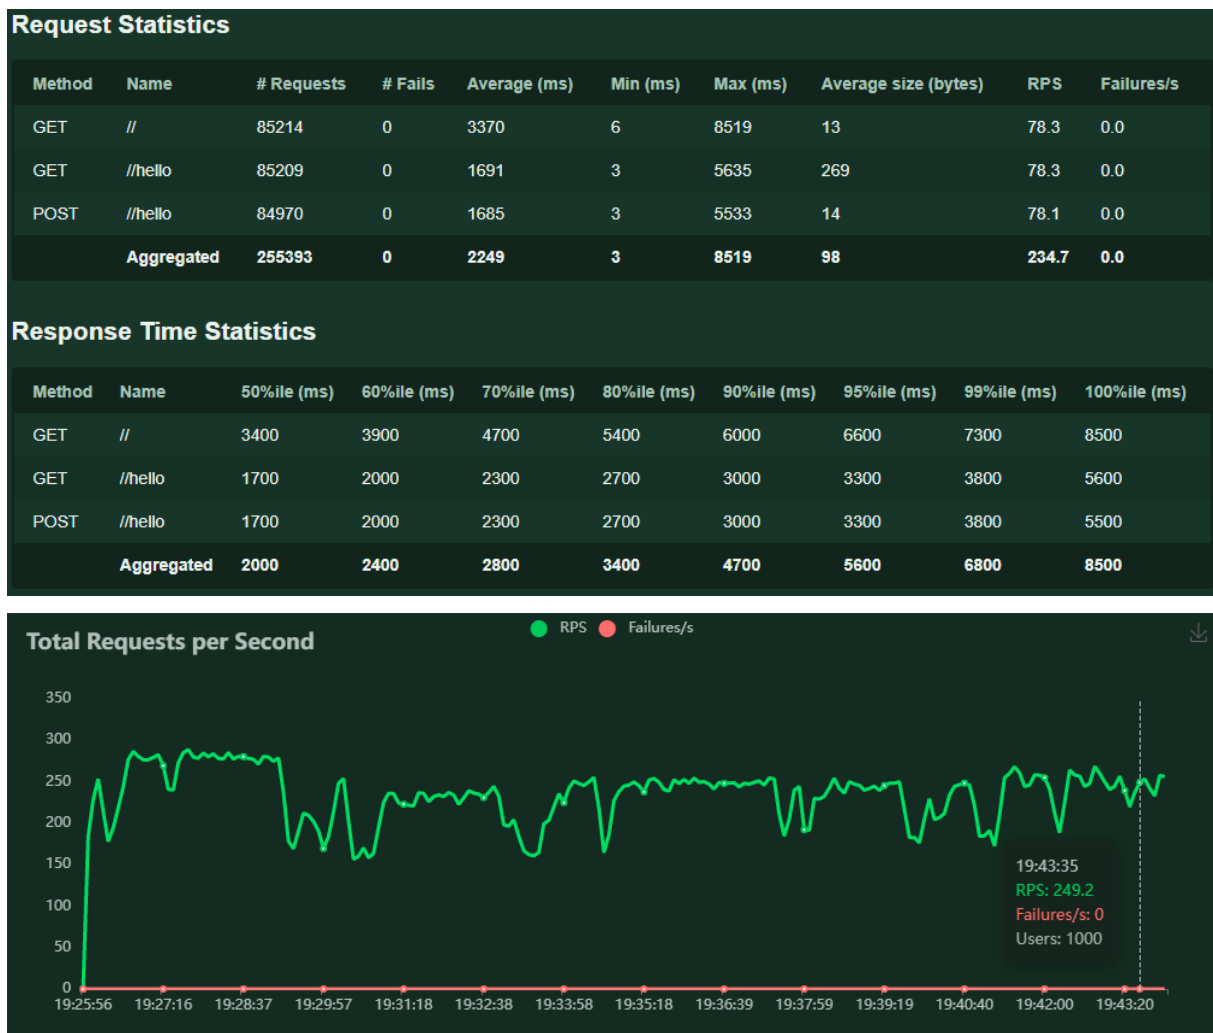 Request Statistics
Method Name # Requests # Fails Average (ms) Min (ms) Max (ms) Average size (bytes) RPS Failures/s
GET // 85214 0 3370 6 8519 13 78.3 0.0
GET //hello 85209 0 1691 3 5635 269 78.3 0.0
POST //hello 84970 0 1685 3 5533 14 78.1 0.0
Aggregated 255393 0 2249 3 8519 98 234.7 0.0
Response Time Statistics
Method Name 50%ile (ms) 60%ile (ms) 70%ile (ms) 80%ile (ms) 90%ile (ms) 95%ile (ms) 99%ile (ms) 100%ile (ms)
GET // 3400 3900 4700 5400 6000 6600 7300 8500
GET //hello 1700 2000 2300 2700 3000 3300 3800 5600
POST //hello 1700 2000 2300 2700 3000 3300 3800 5500
Aggregated 2000 2400 2800 3400 4700 5600 6800 8500
RPS Failures/s
Total Requests per Second
350
300
250
200
150
100
50
0
19:43:35
RPS: 249.2
Failures/s: 0
Users: 1000
19:25:56 19:27:16 19:28:37 19:29:57 19:31:18 19:32:38 19:33:58 19:35:18 19:36:39 19:37:59 19:39:19 19:40:40 19:42:00 19:43:20